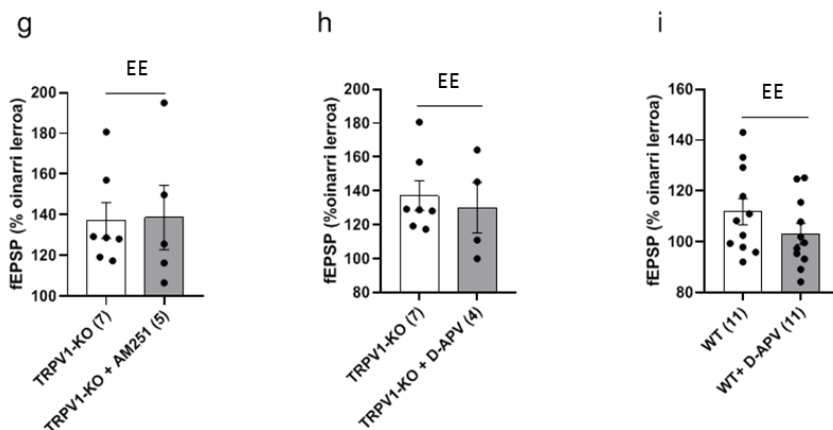 g
EE
fEPSP (% oinarri lerroa)
200
180
160
140
120
100
TRPV1-KO (7)
TRPV1-KO + AM251 (5)
h
EE
fEPSP (%oinarri lerroa)
200
180
160
140
120
100
80
TRPV1-KO (7)
TRPV1-KO + D-APV (4)
i
EE
fEPSP (% oinarri lerroa)
160
140
120
100
80
WT (11)
WT+ D-APV (11)